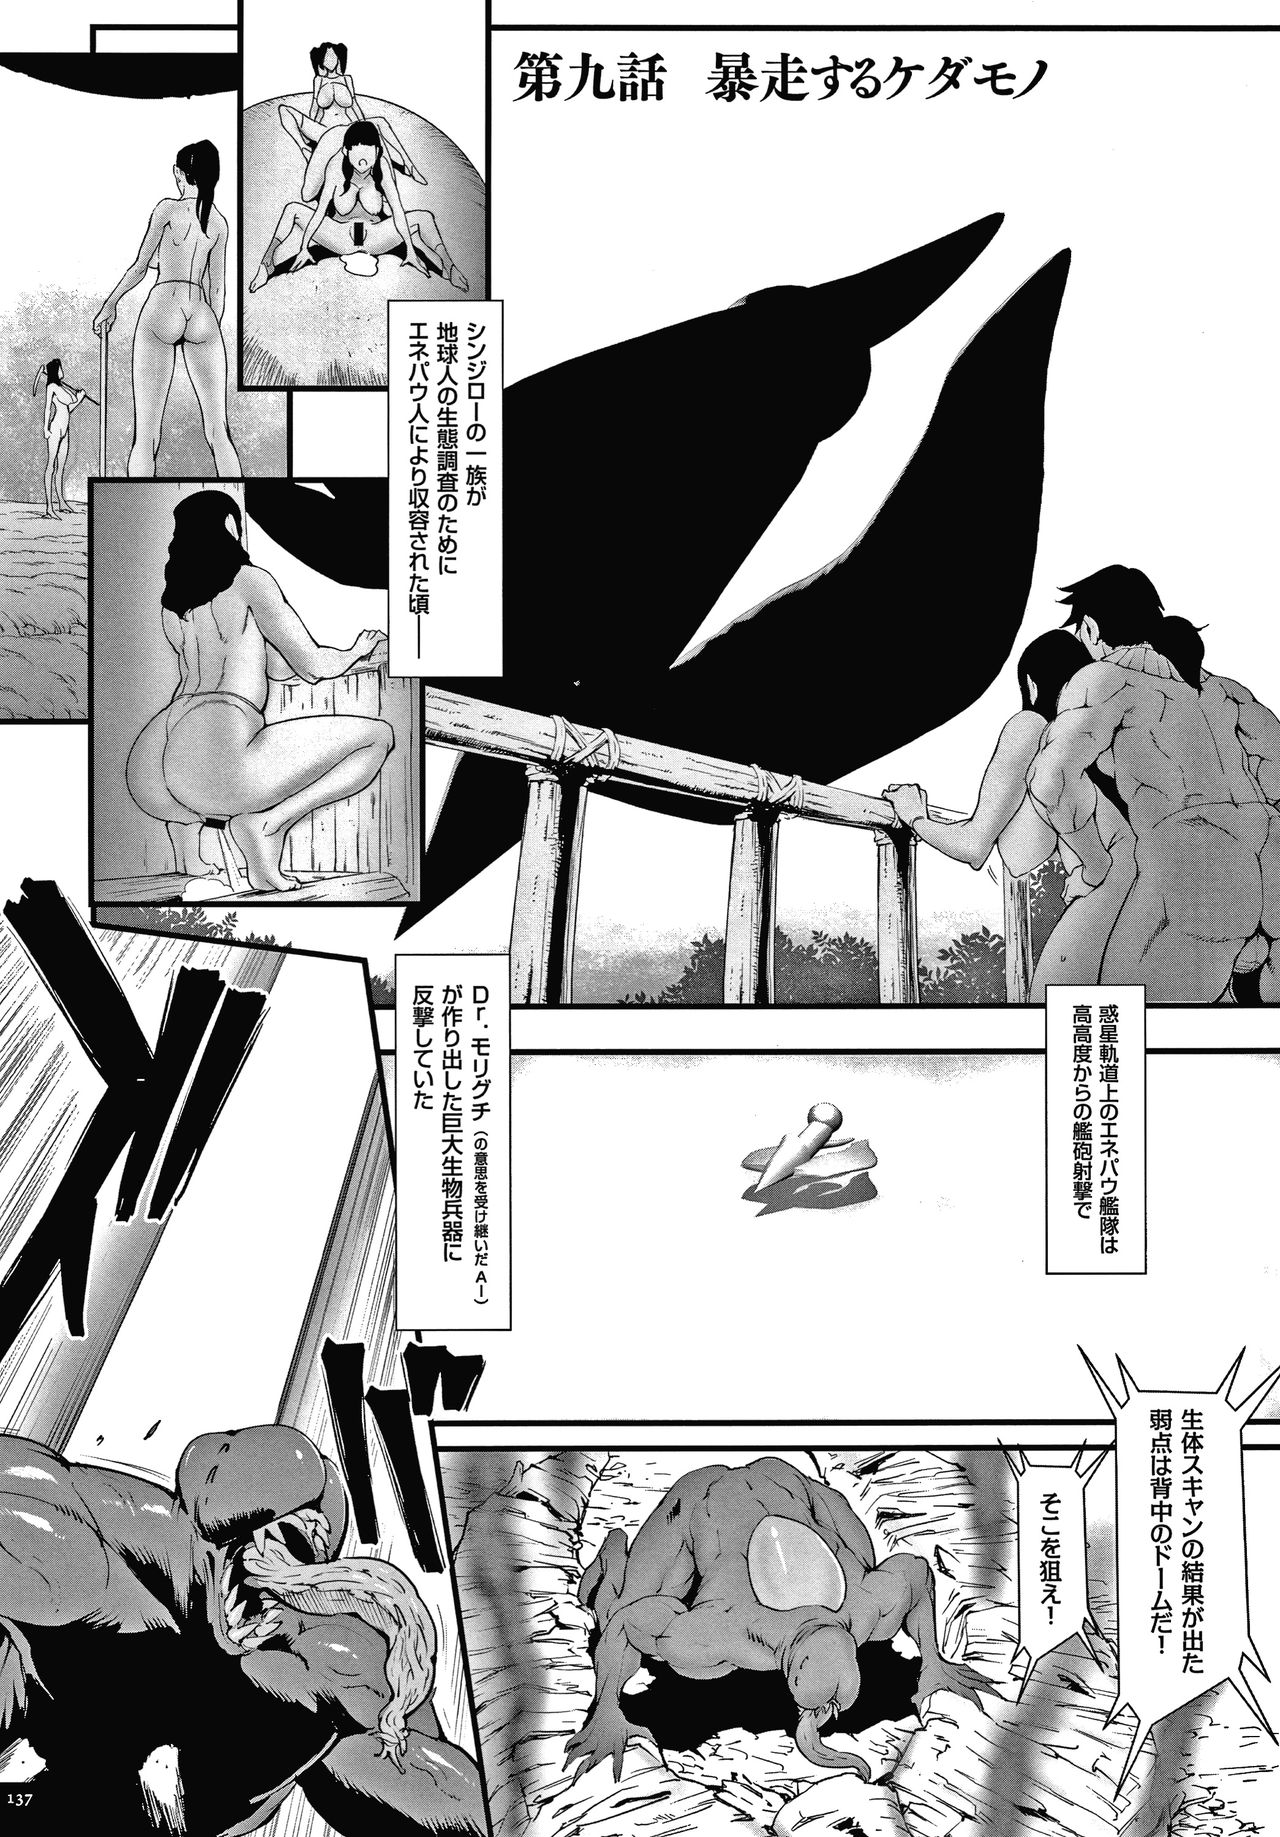 第九話　暴走するケダモノ
シンジローの一族が
地球人の生態調査のために
エネパウ人により収容された頃――
惑星軌道上のエネパウ艦隊は
高高度からの艦砲射撃で
Dr.モリグチ（の意思を受け継いだAI）
が作り出した巨大生物兵器に
反撃していた
生体スキャンの結果が出た
弱点は背中のドームだ！
そこを狙え！
137